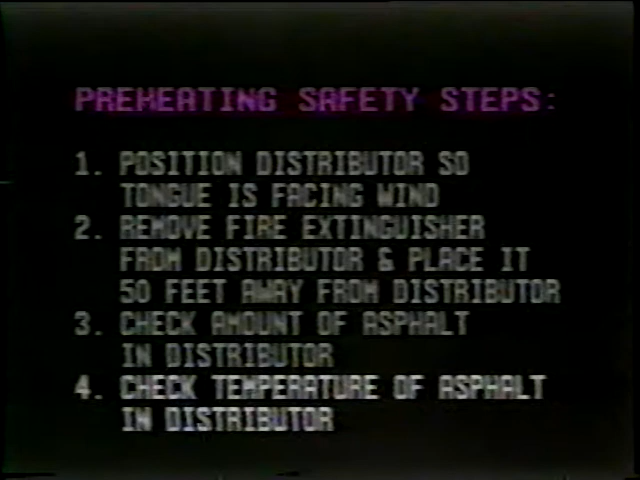 PREHEATING SAFETY STEPS:
1. POSITION DISTRIBUTOR SO
TONGUE IS FACING WIND
2. REMOVE FIRE EXTINGUISHER
FROM DISTRIBUTOR & PLACE IT
50 FEET AWAY FROM DISTRIBUTOR
3. CHECK AMOUNT OF ASPHALT
IN DISTRIBUTOR
4. CHECK TEMPERATURE OF ASPHALT
IN DISTRIBUTOR